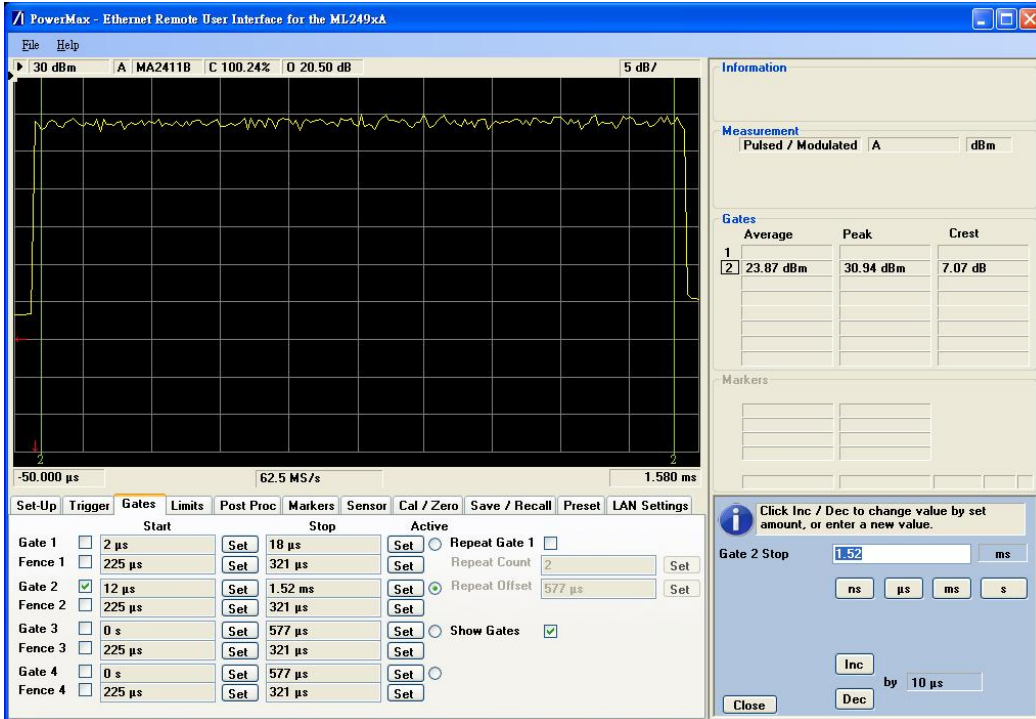 PowerMax - Ethernet Remote User Interface for the ML249xA
File Help
30 dBm A MA2411B C 100.24% O 20.50 dB 5 dB/
2 2
-50.000 µs 62.5 MS/s 1.580 ms
Information
Measurement
Pulsed / Modulated A dBm
Gates
Average Peak Crest
1
2 23.87 dBm 30.94 dBm 7.07 dB
Markers
Set-Up Trigger Gates Limits Post Proc Markers Sensor Cal / Zero Save / Recall Preset LAN Settings
Start Stop Active
Gate 1 2 µs Set 18 µs Set Repeat Gate 1
Fence 1 225 µs Set 321 µs Set Repeat Count 2 Set
Gate 2 12 µs Set 1.52 ms Set Repeat Offset 577 µs Set
Fence 2 225 µs Set 321 µs Set
Gate 3 0 s Set 577 µs Set Show Gates
Fence 3 225 µs Set 321 µs Set
Gate 4 0 s Set 577 µs Set
Fence 4 225 µs Set 321 µs Set
Click Inc / Dec to change value by set
amount, or enter a new value.
Gate 2 Stop 1.52 ms
ns µs ms s
Inc
by 10 µs
Close Dec